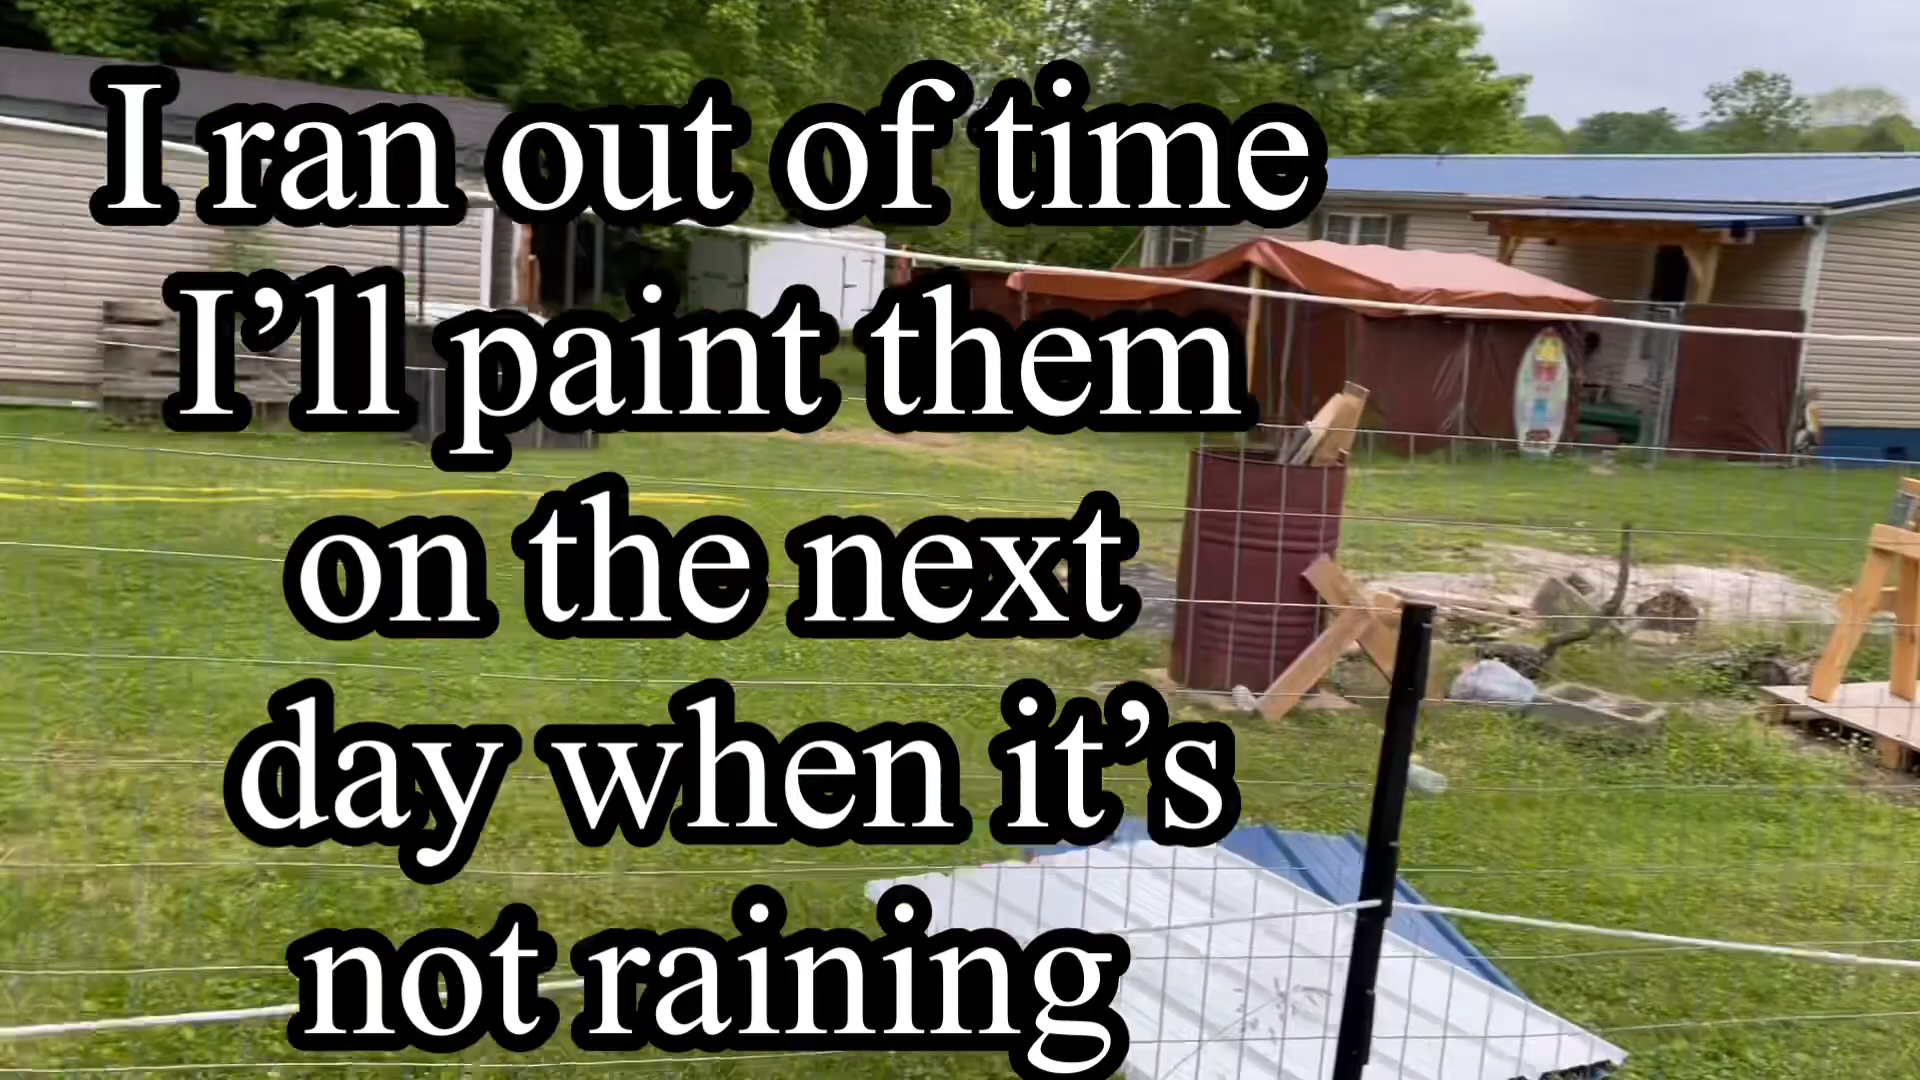 I ran out of time
I’ll paint them
on the next
day when it’s
not raining